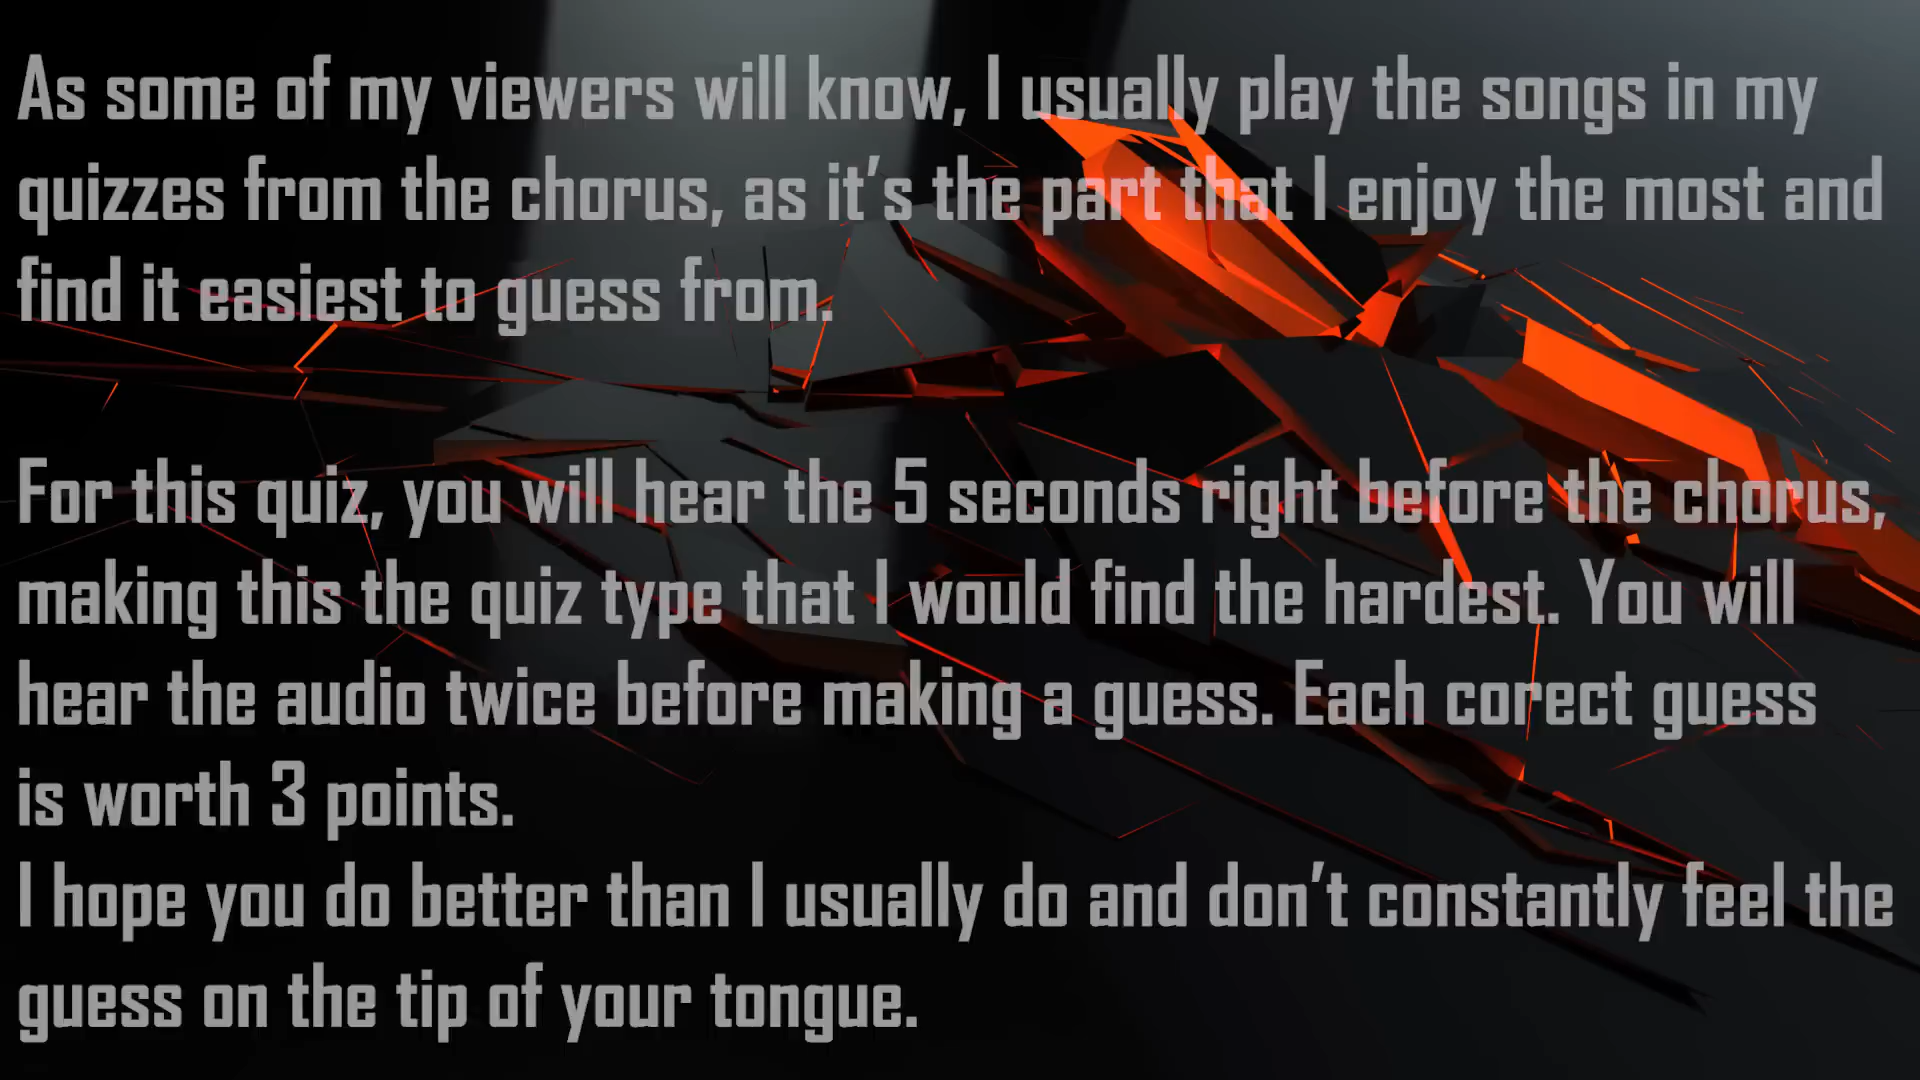 As some of my viewers will know, I usually play the songs in my
quizzes from the chorus, as it’s the part that I enjoy the most and
find it easiest to guess from.
For this quiz, you will hear the 5 seconds right before the chorus,
making this the quiz type that I would find the hardest. You will
hear the audio twice before making a guess. Each corect guess
is worth 3 points.
I hope you do better than I usually do and don’t constantly feel the
guess on the tip of your tongue.